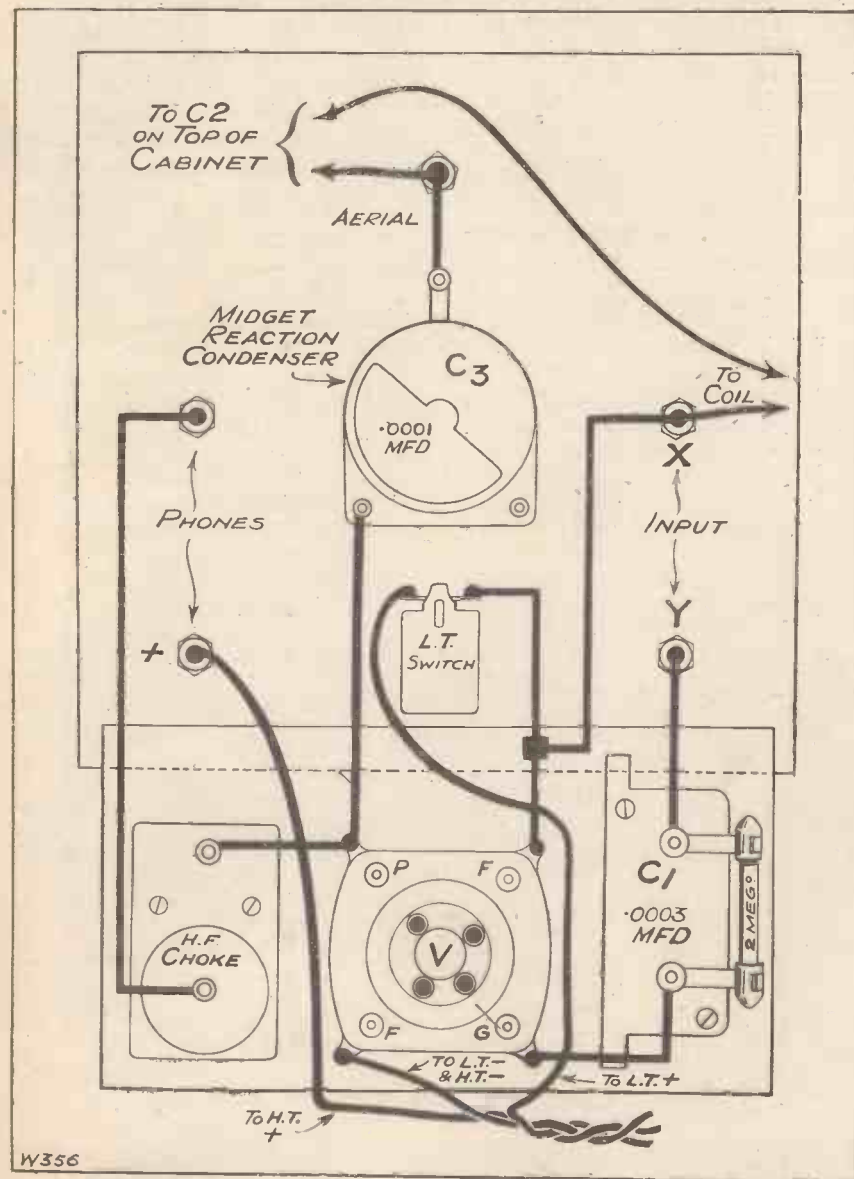 TO C2
ON TOP OF
CABINET
AERIAL
MIDGET
REACTION
CONDENSER
C3
.0001
MFD
TO
COIL
X
PHONES
INPUT
Y
+
L.T.
SWITCH
P
F
C1
.0003
MFD
2 MEGO
H.F.
CHOKE
V
F
G
TO L.T.-
& H.T.-
TO L.T.+
TO H.T.
+
W356